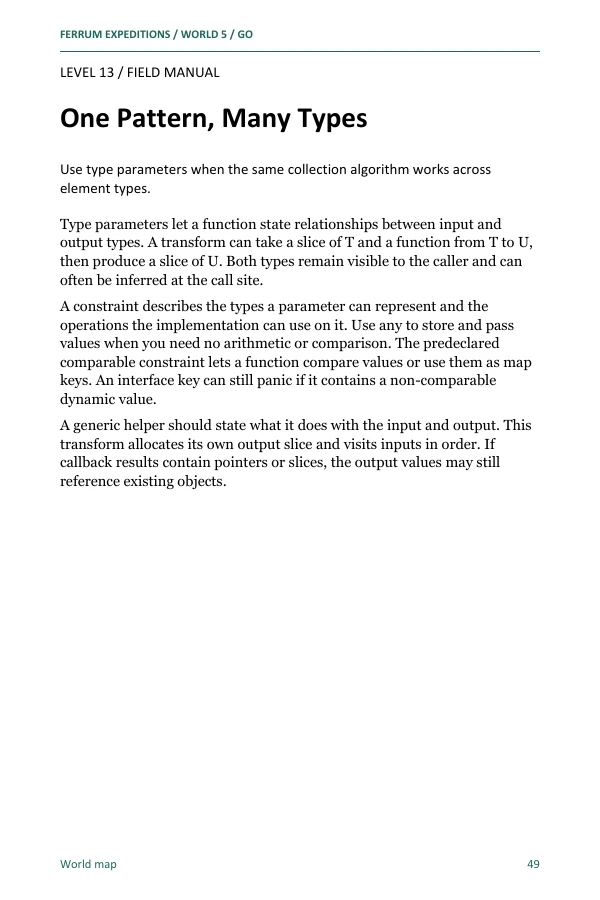 FERRUM EXPEDITIONS / WORLD 5 / GO
LEVEL 13 / FIELD MANUAL
One Pattern, Many Types
Use type parameters when the same collection algorithm works across
element types.
Type parameters let a function state relationships between input and
output types. A transform can take a slice of T and a function from T to U,
then produce a slice of U. Both types remain visible to the caller and can
often be inferred at the call site.
A constraint describes the types a parameter can represent and the
operations the implementation can use on it. Use any to store and pass
values when you need no arithmetic or comparison. The predeclared
comparable constraint lets a function compare values or use them as map
keys. An interface key can still panic if it contains a non-comparable
dynamic value.
A generic helper should state what it does with the input and output. This
transform allocates its own output slice and visits inputs in order. If
callback results contain pointers or slices, the output values may still
reference existing objects.
World map
49